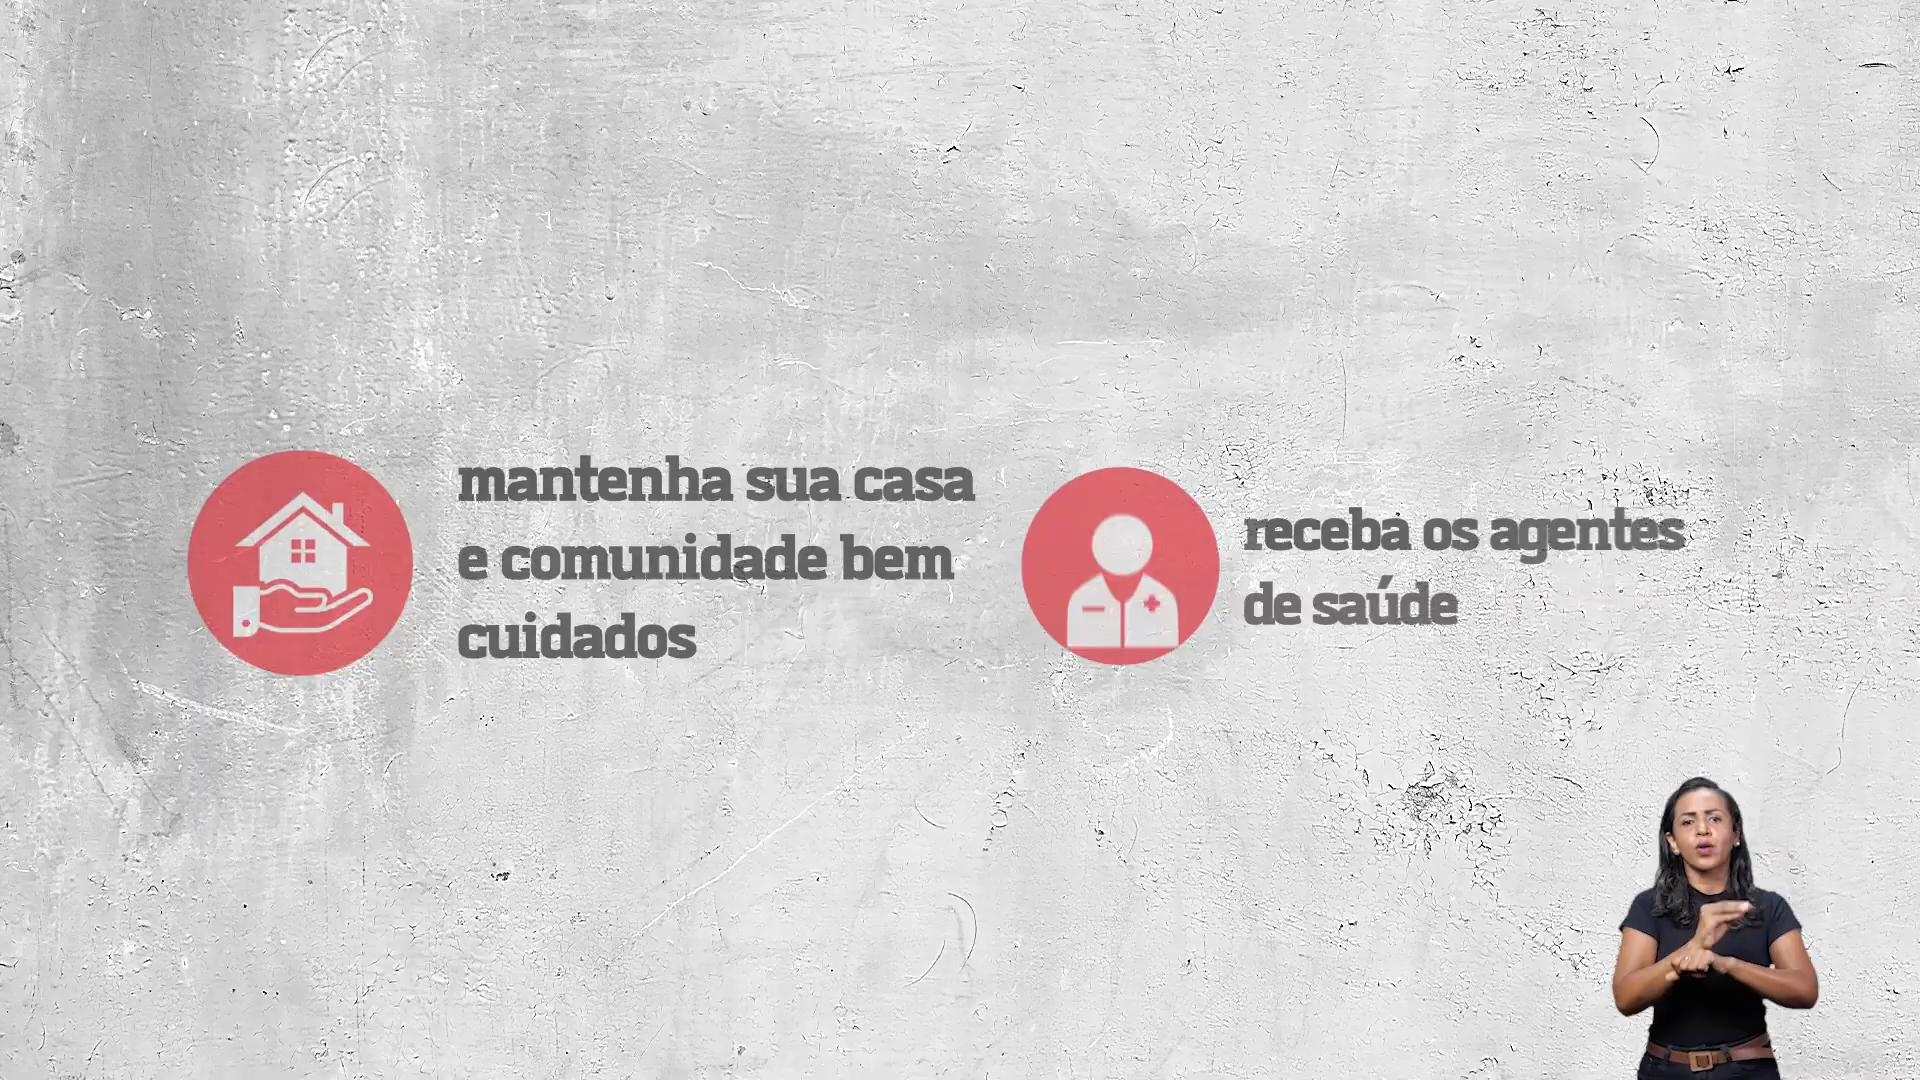 mantenha sua casa
e comunidade bem
cuidados
receba os agentes
de saúde